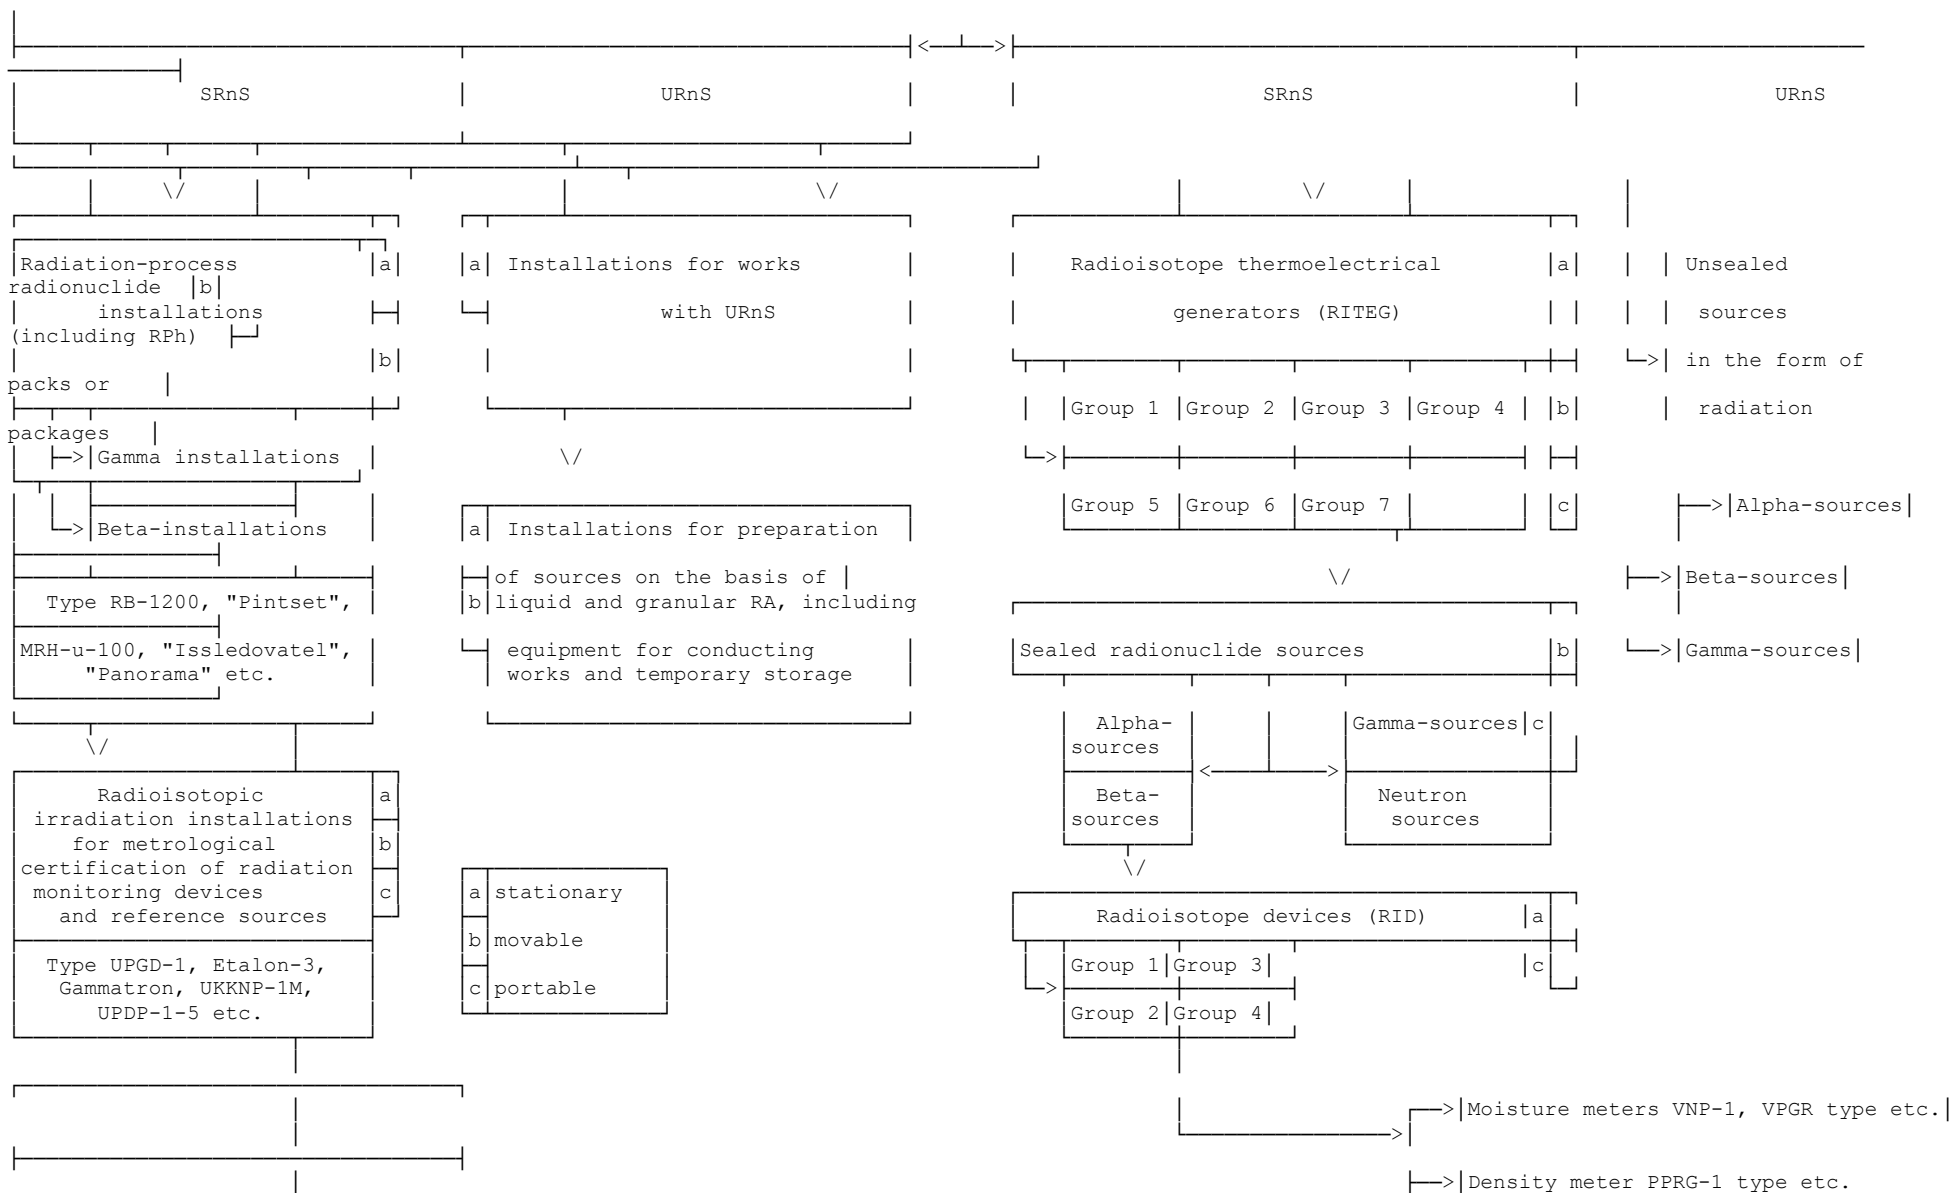 SRnS URnS SRnS URnS
\/ \/ \/
Radiation-process a a Installations for works Radioisotope thermoelectrical a Unsealed
radionuclide b
installations with URnS generators (RITEG) sources
(including RPh)
b > in the form of
packs or
Group 1 Group 2 Group 3 Group 4 b radiation
packages
> Gamma installations \/ >
Group 5 Group 6 Group 7 c > Alpha-sources
> Beta-installations a Installations for preparation
of sources on the basis of \/ > Beta-sources
Type RB-1200, "Pintset", b liquid and granular RA, including
MRH-u-100, "Issledovatel", equipment for conducting Sealed radionuclide sources b > Gamma-sources
"Panorama" etc. works and temporary storage
Alpha- Gamma-sources c
\/ sources
< >
Radioisotopic a Beta- Neutron
irradiation installations sources sources
for metrological b
certification of radiation \/
monitoring devices c a stationary
and reference sources Radioisotope devices (RID) a
b movable
Type UPGD-1, Etalon-3, Group 1 Group 3 c
Gammatron, UKKNP-1M, c portable >
UPDP-1-5 etc. Group 2 Group 4
> Moisture meters VNP-1, VPGR type etc.
>
> Density meter PPRG-1 type etc.